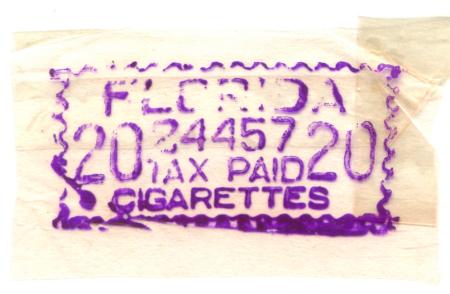 FLORIDA
20 24457 20
TAX PAID
CIGARETTES